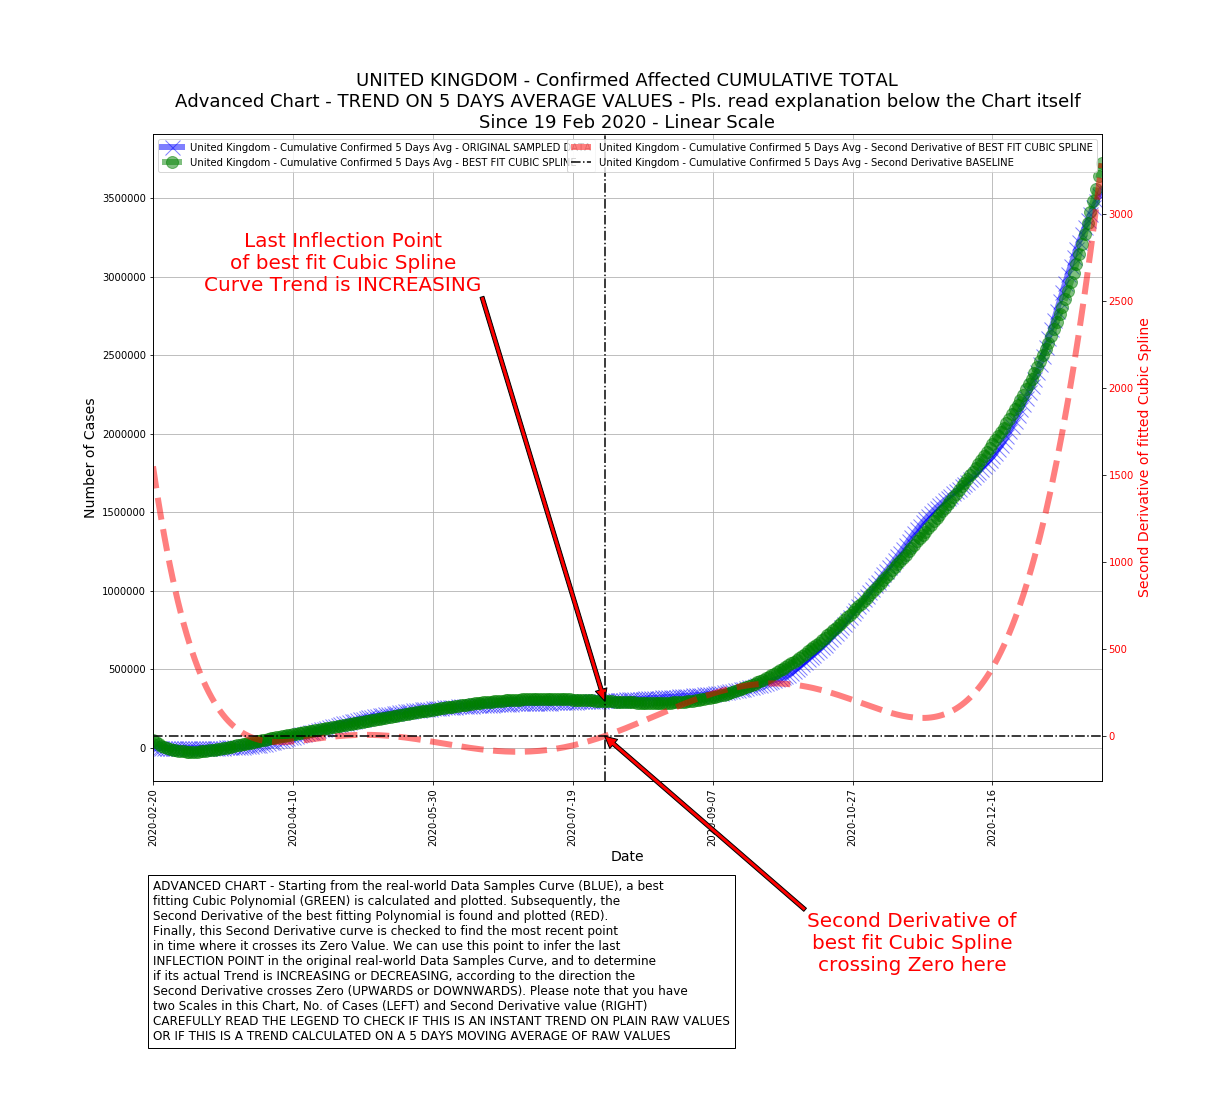 UNITED KINGDOM - Confirmed Affected CUMULATIVE TOTAL
Advanced Chart - TREND ON 5 DAYS AVERAGE VALUES - Pls. read explanation below the Chart itself
Since 19 Feb 2020 - Linear Scale
United Kingdom - Cumulative Confirmed 5 Days Avg - ORIGINAL SAMPLED
United Kingdom - Cumulative Confirmed 5 Days Avg - BEST FIT CUBIC SPLINE
United Kingdom - Cumulative Confirmed 5 Days Avg - Second Derivative of BEST FIT CUBIC SPLINE
United Kingdom - Cumulative Confirmed 5 Days Avg - Second Derivative BASELINE
Last Inflection Point
of best fit Cubic Spline
Curve Trend is INCREASING
Number of Cases
3500000
3000000
2500000
2000000
1500000
1000000
500000
0
Second Derivative of fitted Cubic Spline
3000
2500
2000
1500
1000
500
0
2020-02-20
2020-04-10
2020-05-30
2020-07-19
2020-09-07
2020-10-27
2020-12-16
Date
Second Derivative of
best fit Cubic Spline
crossing Zero here
ADVANCED CHART - Starting from the real-world Data Samples Curve (BLUE), a best
fitting Cubic Polynomial (GREEN) is calculated and plotted. Subsequently, the
Second Derivative of the best fitting Polynomial is found and plotted (RED).
Finally, this Second Derivative curve is checked to find the most recent point
in time where it crosses its Zero Value. We can use this point to infer the last
INFLECTION POINT in the original real-world Data Samples Curve, and to determine
if its actual Trend is INCREASING or DECREASING, according to the direction the
Second Derivative crosses Zero (UPWARDS or DOWNWARDS). Please note that you have
two Scales in this Chart, No. of Cases (LEFT) and Second Derivative value (RIGHT)
CAREFULLY READ THE LEGEND TO CHECK IF THIS IS AN INSTANT TREND ON PLAIN RAW VALUES
OR IF THIS IS A TREND CALCULATED ON A 5 DAYS MOVING AVERAGE OF RAW VALUES